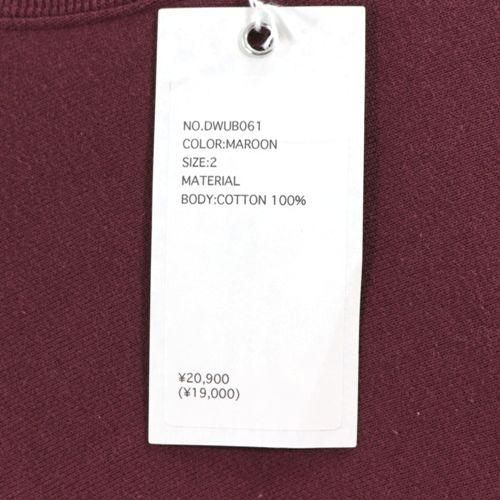 NO.DWUB061
COLOR:MAROON
SIZE:2
MATERIAL
BODY:COTTON 100%
¥20,900
(¥19,000)